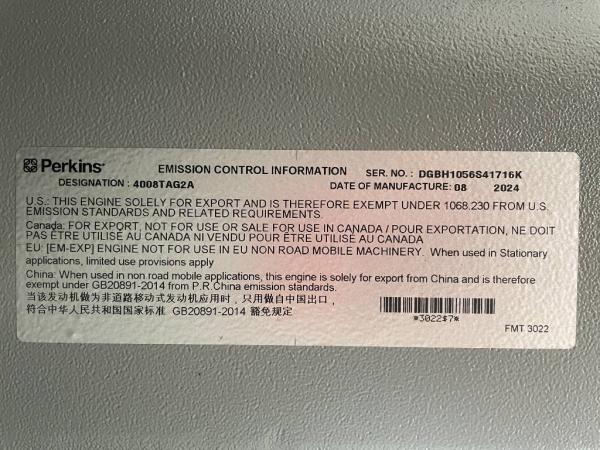 Perkins
EMISSION CONTROL INFORMATION
SER. NO. : DGBH1056S41716K
DESIGNATION : 4008TAG2A
DATE OF MANUFACTURE: 08 2024
U.S.: THIS ENGINE SOLELY FOR EXPORT AND IS THEREFORE EXEMPT UNDER 1068.230 FROM U.S.
EMISSION STANDARDS AND RELATED REQUIREMENTS.
Canada: FOR EXPORT, NOT FOR USE OR SALE FOR USE IN CANADA / POUR EXPORTATION, NE DOIT
PAS ÉTRE UTILISÉ AU CANADA NI VENDU POUR ÊTRE UTILISÉ AU CANADA
EU: [EM-EXP] ENGINE NOT FOR USE IN EU NON ROAD MOBILE MACHINERY. When used in Stationary
applications, limited use provisions apply
China: When used in non road mobile applications, this engine is solely for export from China and is therefore
exempt under GB20891-2014 from P.R.China emission standards.
当该发动机做为非道路移动式发动机应用时，只用做自中国出口，
符合中华人民共和国国家标准 GB20891-2014 豁免规定
*3022$7*
FMT 3022